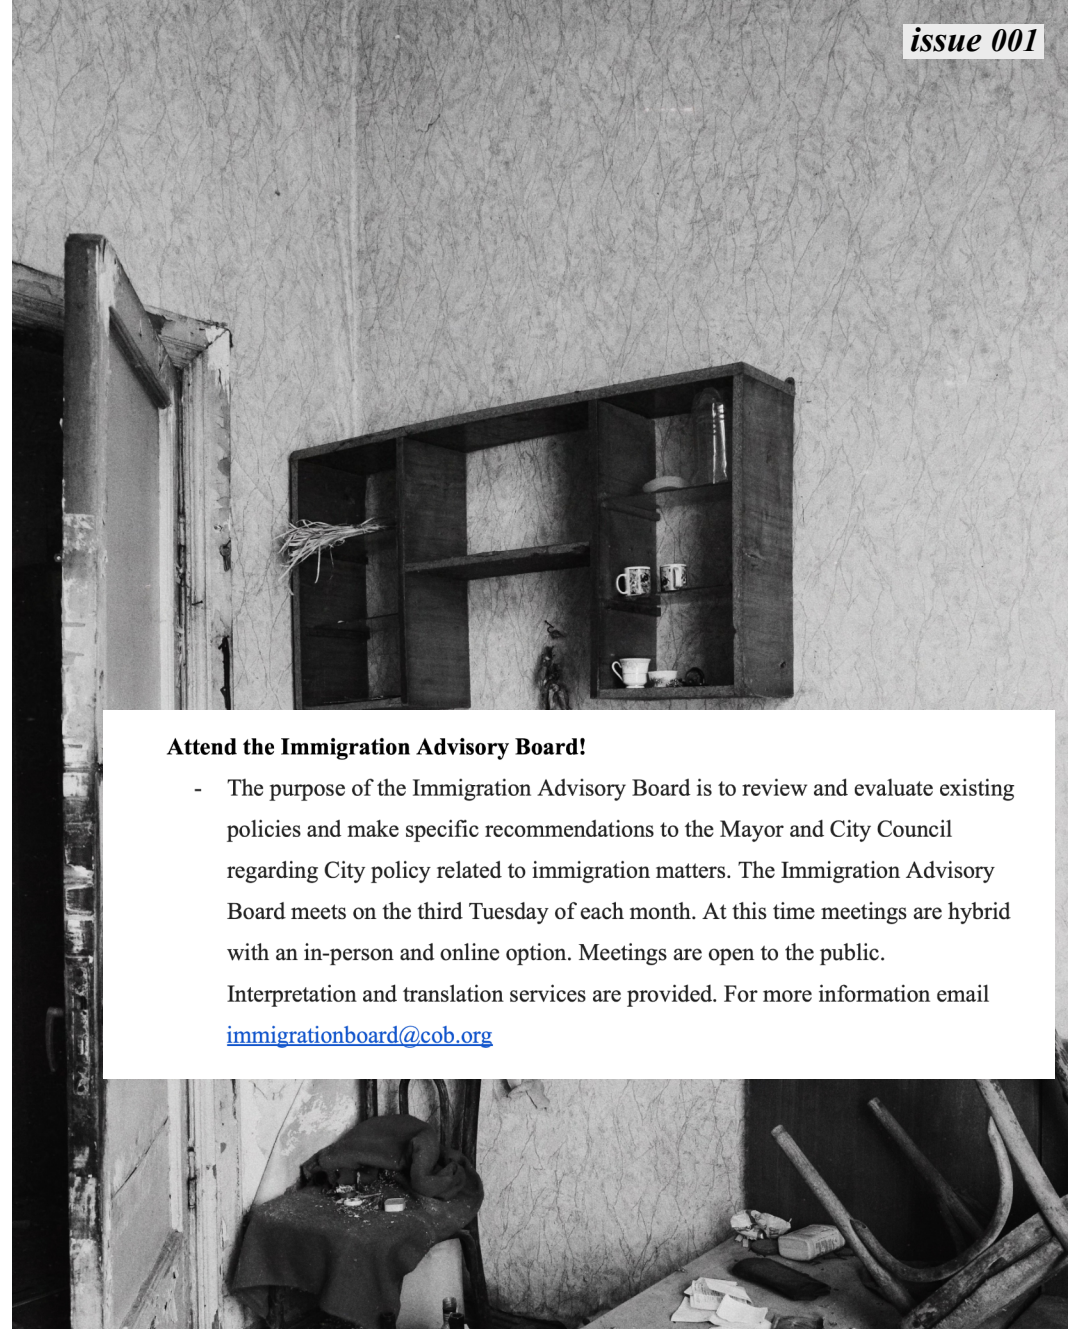 issue 001
Attend the Immigration Advisory Board!
- The purpose of the Immigration Advisory Board is to review and evaluate existing
policies and make specific recommendations to the Mayor and City Council
regarding City policy related to immigration matters. The Immigration Advisory
Board meets on the third Tuesday of each month. At this time meetings are hybrid
with an in-person and online option. Meetings are open to the public.
Interpretation and translation services are provided. For more information email
immigrationboard@cob.org